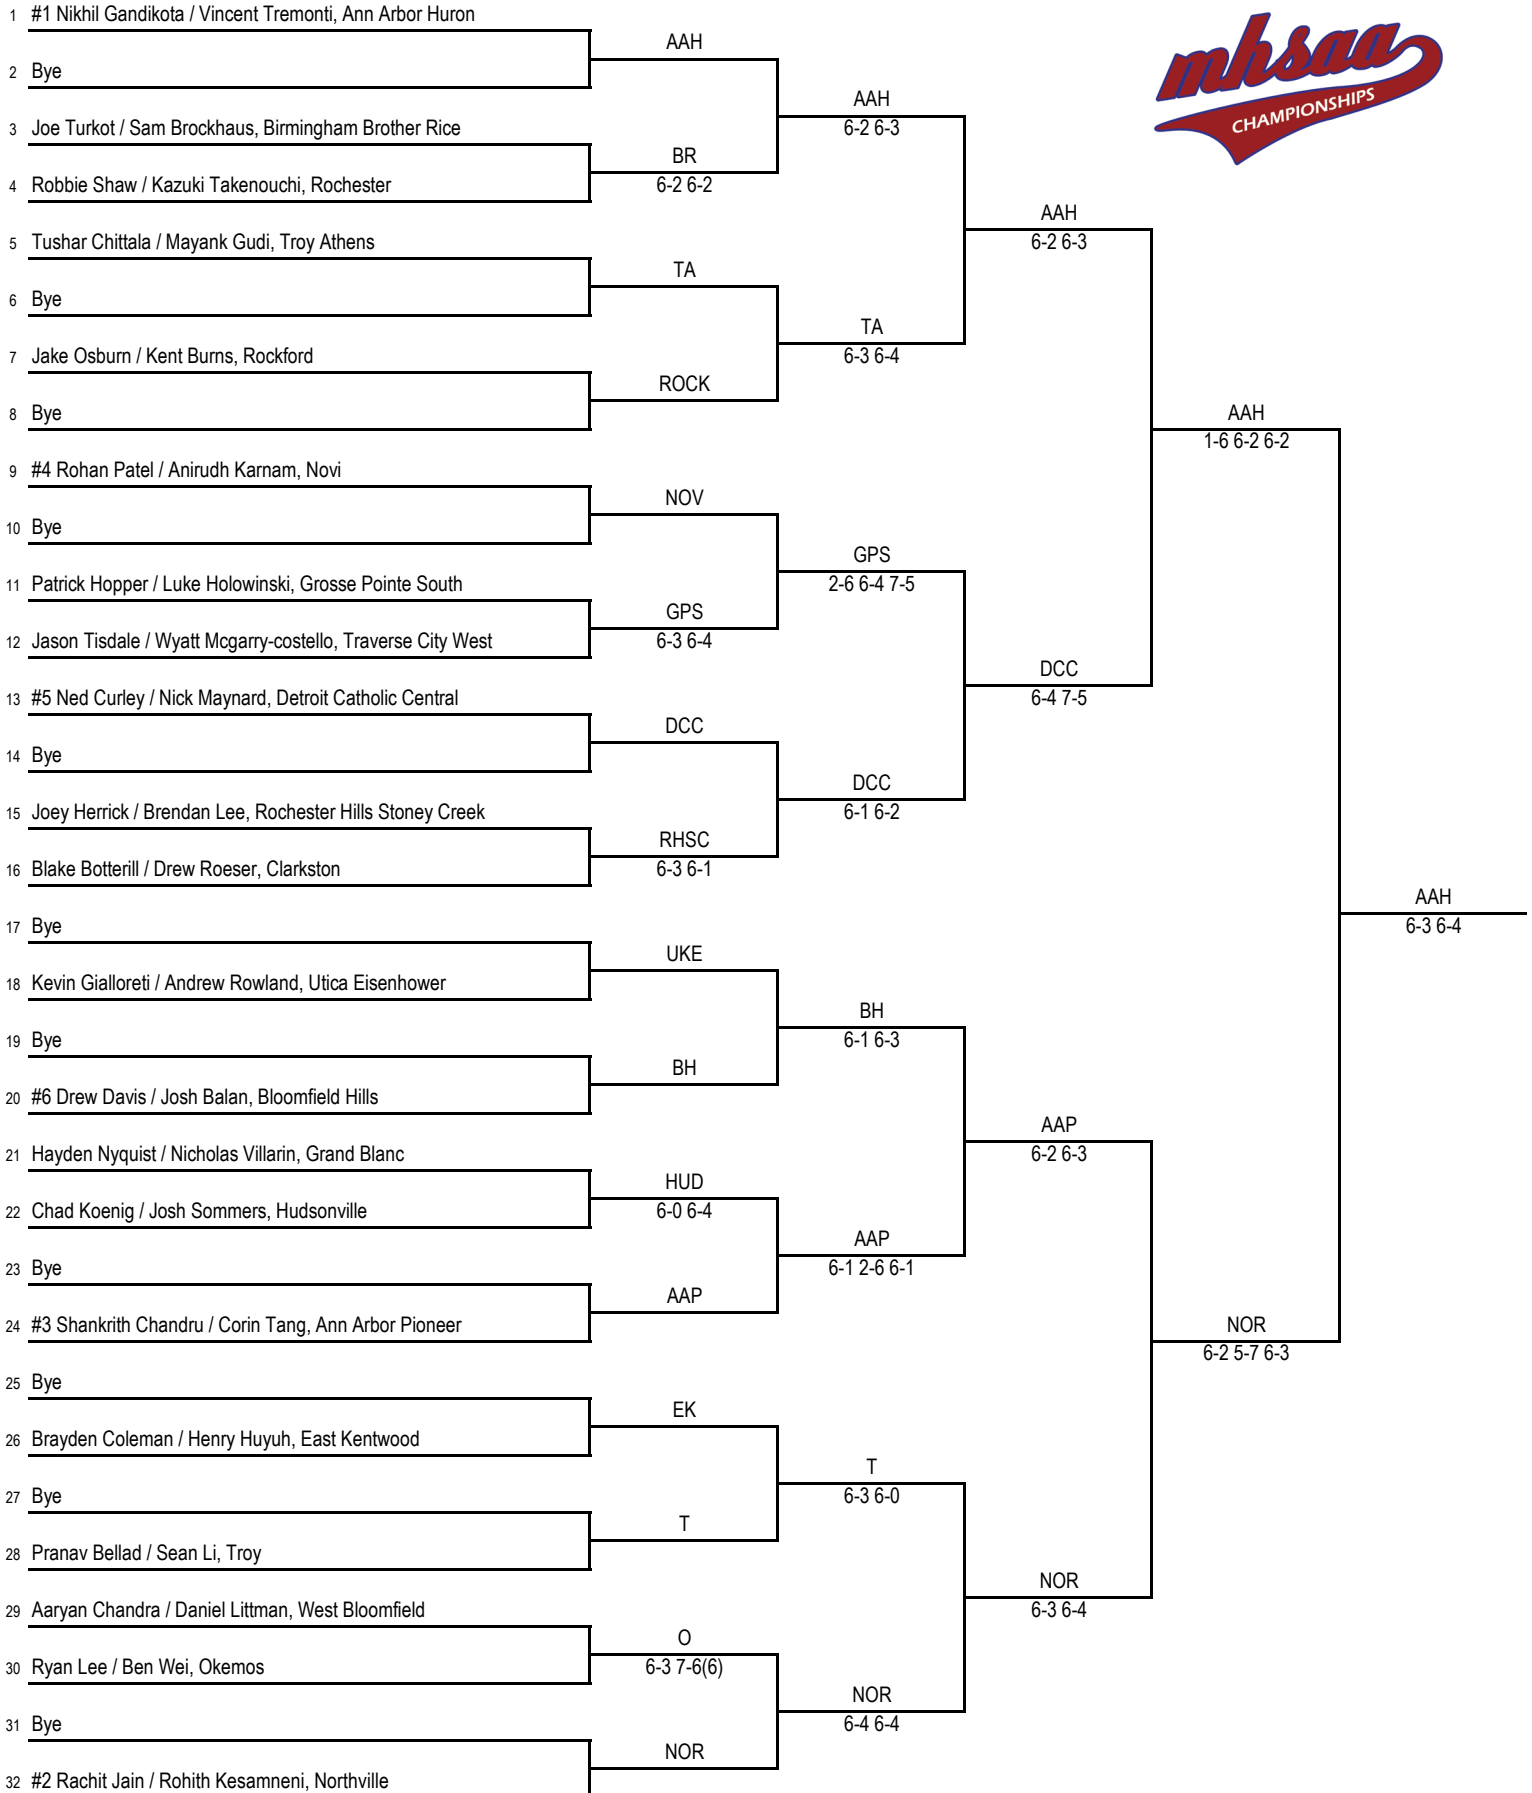 1 #1 Nikhil Gandikota / Vincent Tremonti, Ann Arbor Huron
mhsaa
CHAMPIONSHIPS
AAH
2 Bye
AAH
6-2 6-3
3 Joe Turkot / Sam Brockhaus, Birmingham Brother Rice
BR
6-2 6-2
4 Robbie Shaw / Kazuki Takenouchi, Rochester
AAH
6-2 6-3
5 Tushar Chittala / Mayank Gudi, Troy Athens
TA
6 Bye
TA
6-3 6-4
7 Jake Osburn / Kent Burns, Rockford
ROCK
8 Bye
AAH
1-6 6-2 6-2
9 #4 Rohan Patel / Anirudh Karnam, Novi
NOV
10 Bye
GPS
2-6 6-4 7-5
11 Patrick Hopper / Luke Holowinski, Grosse Pointe South
GPS
6-3 6-4
12 Jason Tisdale / Wyatt Mcgarry-costello, Traverse City West
DCC
6-4 7-5
13 #5 Ned Curley / Nick Maynard, Detroit Catholic Central
DCC
14 Bye
DCC
6-1 6-2
15 Joey Herrick / Brendan Lee, Rochester Hills Stoney Creek
RHSC
6-3 6-1
16 Blake Botterill / Drew Roeser, Clarkston
AAH
6-3 6-4
17 Bye
UKE
18 Kevin Gialloreti / Andrew Rowland, Utica Eisenhower
BH
6-1 6-3
19 Bye
BH
20 #6 Drew Davis / Josh Balan, Bloomfield Hills
AAP
6-2 6-3
21 Hayden Nyquist / Nicholas Villarin, Grand Blanc
HUD
6-0 6-4
22 Chad Koenig / Josh Sommers, Hudsonville
AAP
6-1 2-6 6-1
23 Bye
AAP
24 #3 Shankrith Chandru / Corin Tang, Ann Arbor Pioneer
NOR
6-2 5-7 6-3
25 Bye
EK
26 Brayden Coleman / Henry Huyuh, East Kentwood
T
6-3 6-0
27 Bye
T
28 Pranav Bellad / Sean Li, Troy
NOR
6-3 6-4
29 Aaryan Chandra / Daniel Littman, West Bloomfield
O
6-3 7-6(6)
30 Ryan Lee / Ben Wei, Okemos
NOR
6-4 6-4
31 Bye
NOR
32 #2 Rachit Jain / Rohith Kesamneni, Northville